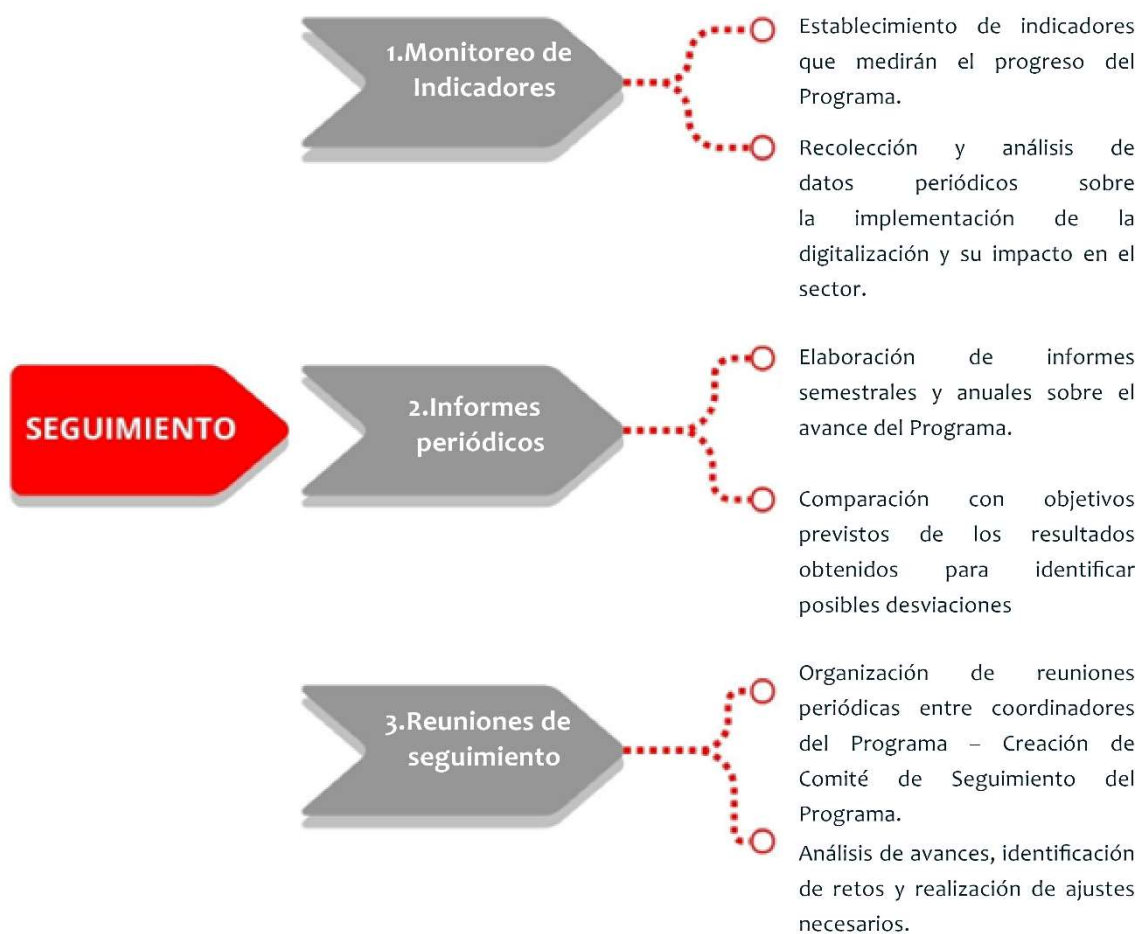 1.Monitoreo de
Indicadores
Establecimiento de indicadores
que medirán el progreso del
Programa.
Recolección y análisis de
datos periódicos sobre
la implementación de la
digitalización y su impacto en el
sector.
SEGUIMIENTO
2.Informes
periódicos
Elaboración de informes
semestrales y anuales sobre el
avance del Programa.
Comparación con objetivos
previstos de los resultados
obtenidos para identificar
posibles desviaciones
3.Reuniones de
seguimiento
Organización de reuniones
periódicas entre coordinadores
del Programa – Creación de
Comité de Seguimiento del
Programa.
Análisis de avances, identificación
de retos y realización de ajustes
necesarios.